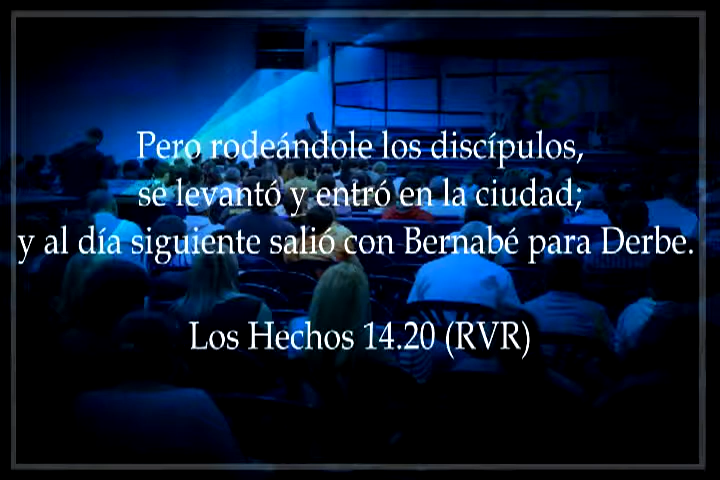 Pero rodeándole los discípulos,
se levantó y entró en la ciudad;
y al día siguiente salió con Bernabé para Derbe.
Los Hechos 14.20 (RVR)